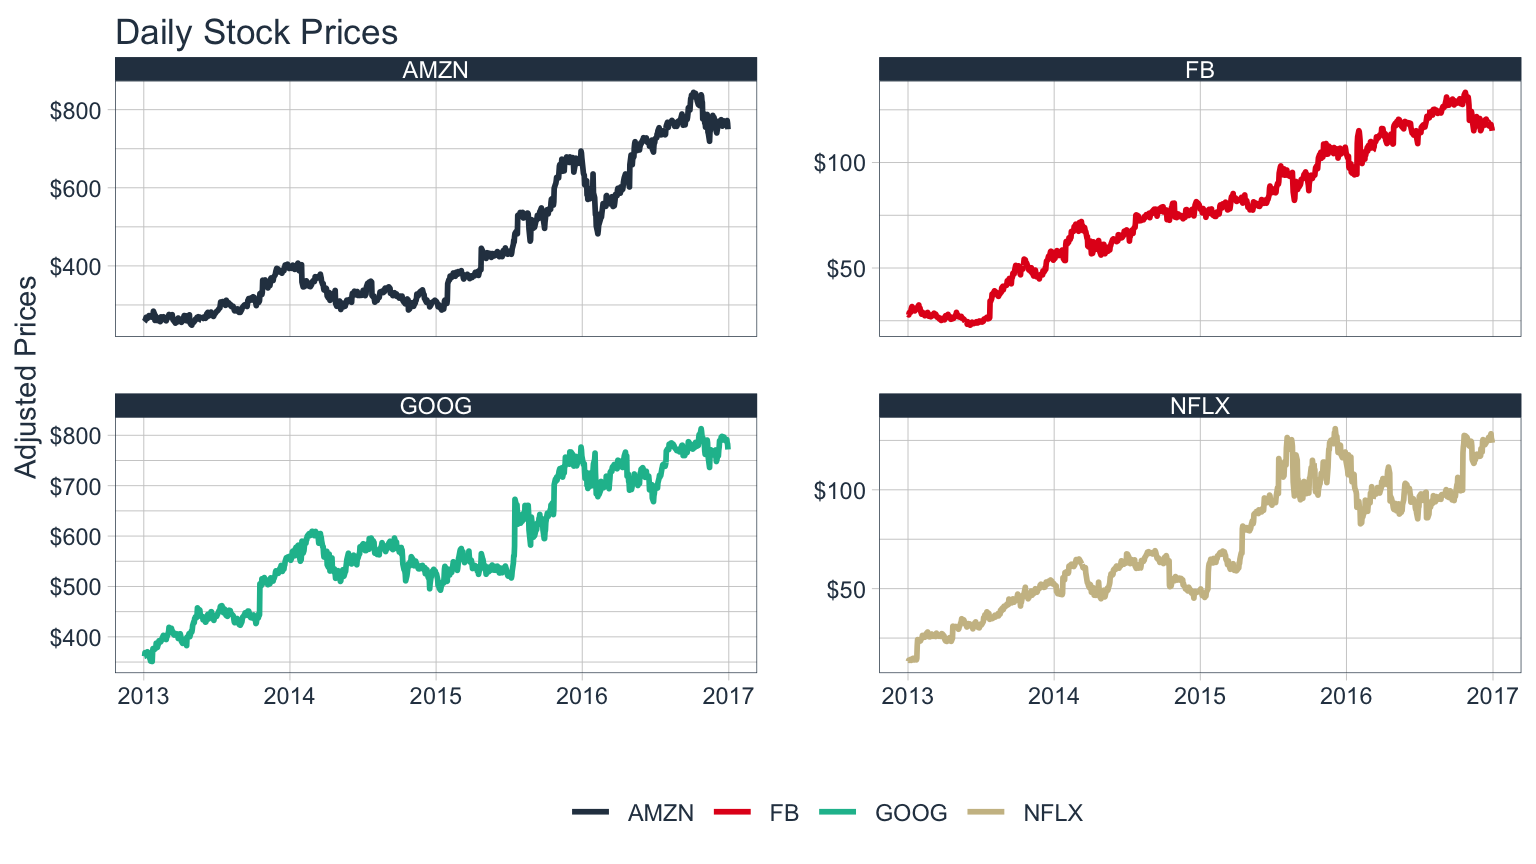 Daily Stock Prices
AMZN
FB
$800
$600
$400
$100
$50
Adjusted Prices
GOOG
NFLX
$800
$700
$600
$500
$400
$100
$50
2013 2014 2015 2016 2017
2013 2014 2015 2016 2017
AMZN FB GOOG NFLX